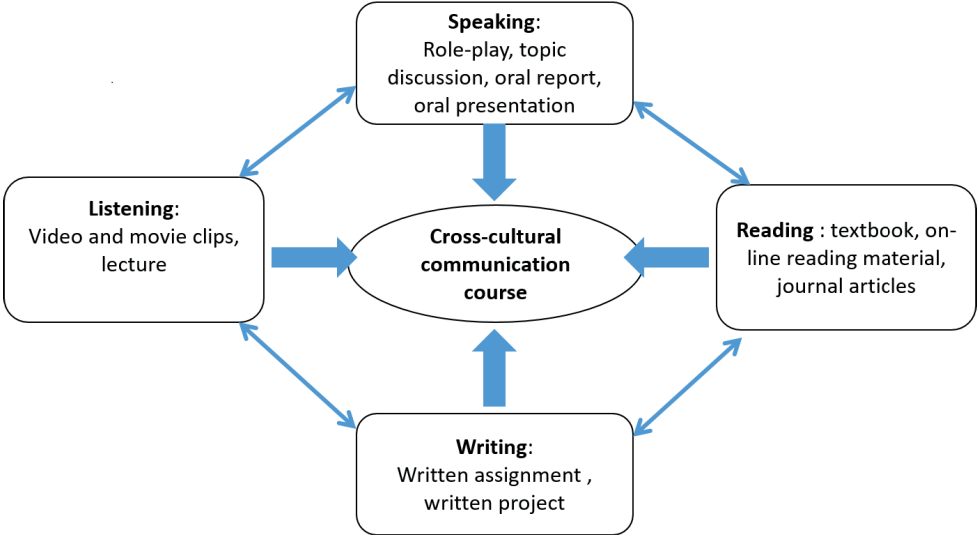 Speaking:
Role-play, topic
discussion, oral report,
oral presentation
Listening:
Video and movie clips,
lecture
Cross-cultural
communication
course
Reading : textbook, on-
line reading material,
journal articles
Writing:
Written assignment ,
written project